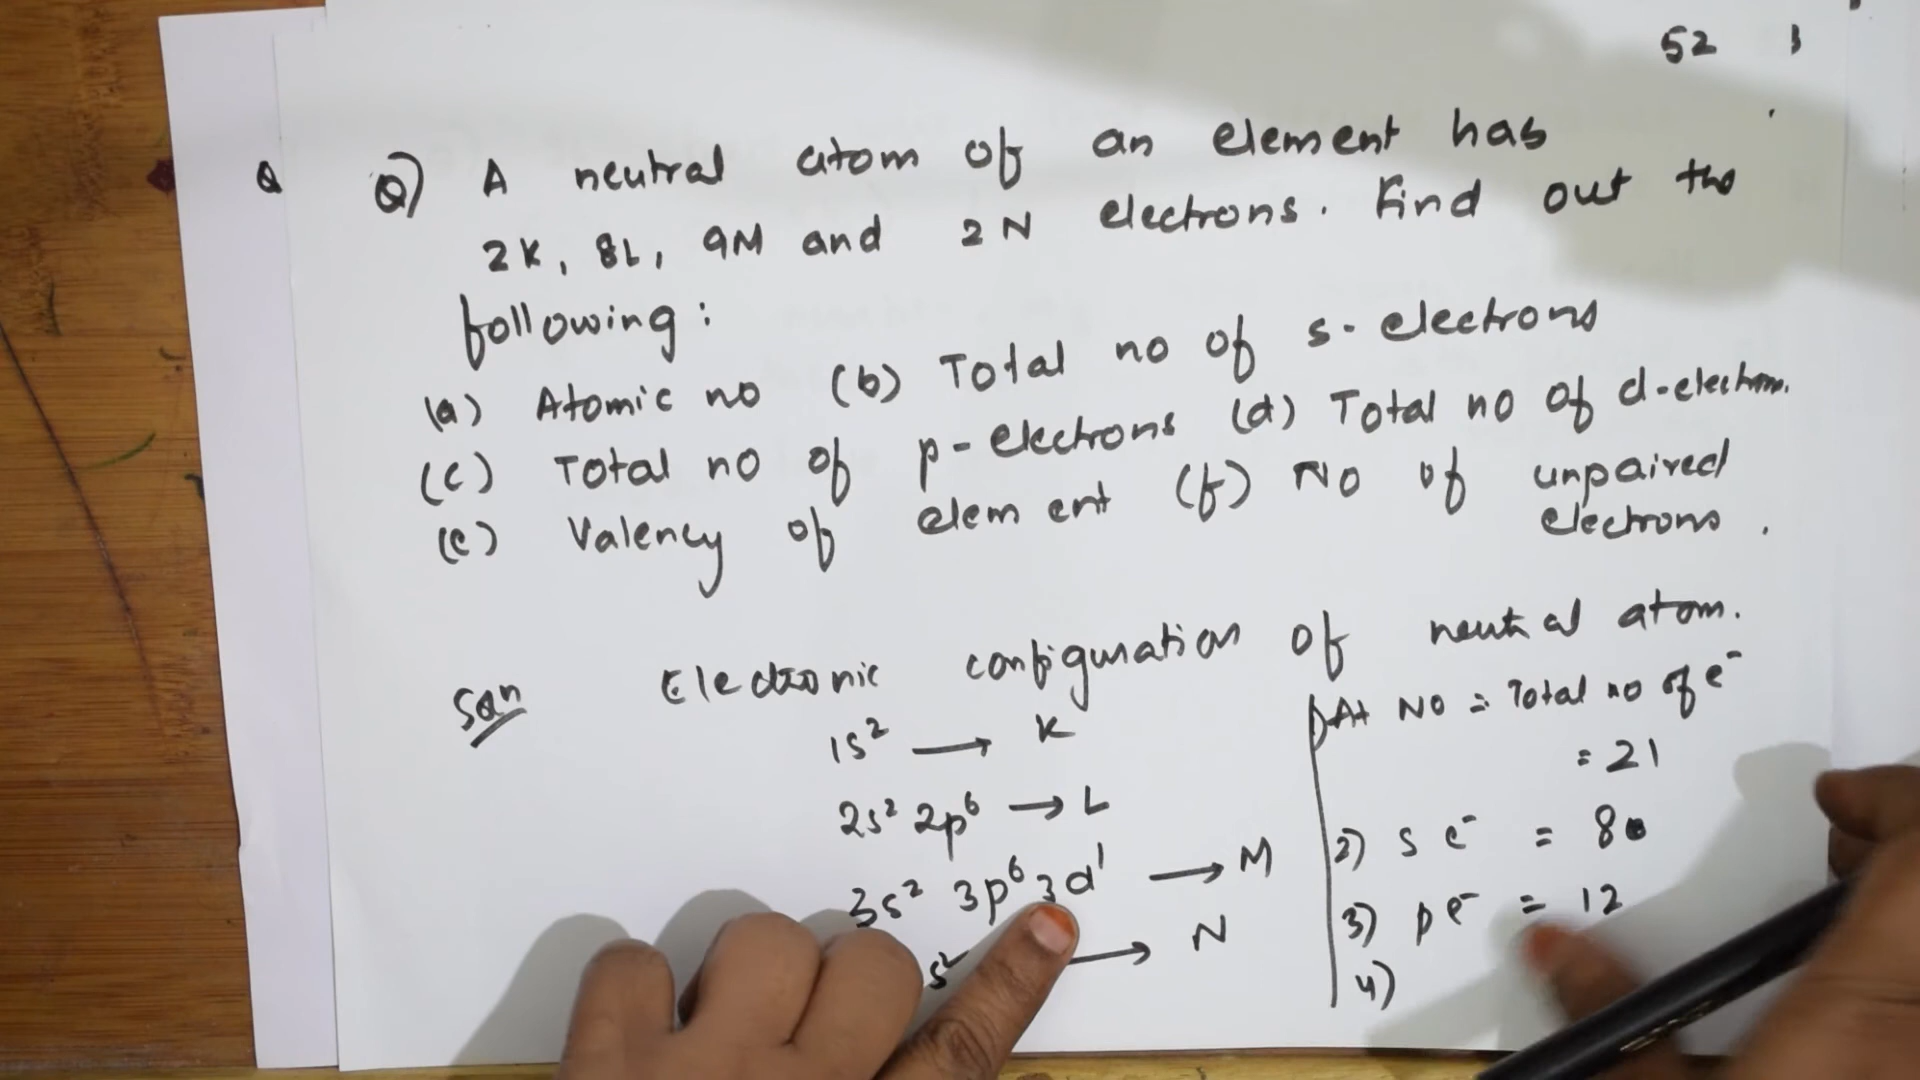 52
Q
Q) A neutral atom of an element has
2K, 8L, 9M and 2N electrons. Find out the
following:
(a) Atomic no (b) Total no of s-electrons
(c) Total no of p-electrons (d) Total no of d-electron.
(e) Valency of element (f) No of unpaired
electrons.
Electronic configuration of neutral atom.
1s² → K
2s² 2p⁶ → L
3s² 3p⁶ 3d¹ → M
s² → N
1) At No = Total no of e⁻
= 21
2) s e⁻ = 8
3) p e⁻ = 12
4)